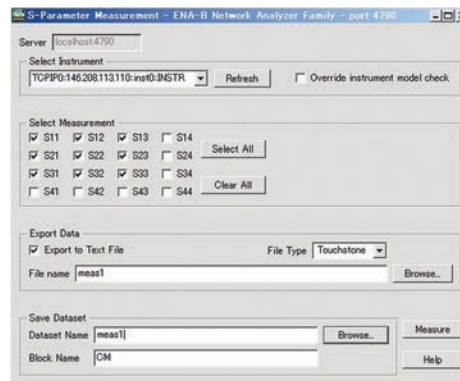 S-Parameter Measurement - ENA-B Network Analyzer Family - port 4790
Server localhost:4790
Select Instrument
TCPIP0::146.208.113.110::inst0::INSTR Refresh Override instrument model check
Select Measurement
S11 S12 S13 S14
S21 S22 S23 S24 Select All
S31 S32 S33 S34
S41 S42 S43 S44 Clear All
Export Data
Export to Text File File Type Touchstone
File name meas1 Browse..
Save Dataset
Dataset Name meas1 Browse.. Measure
Block Name CM Help